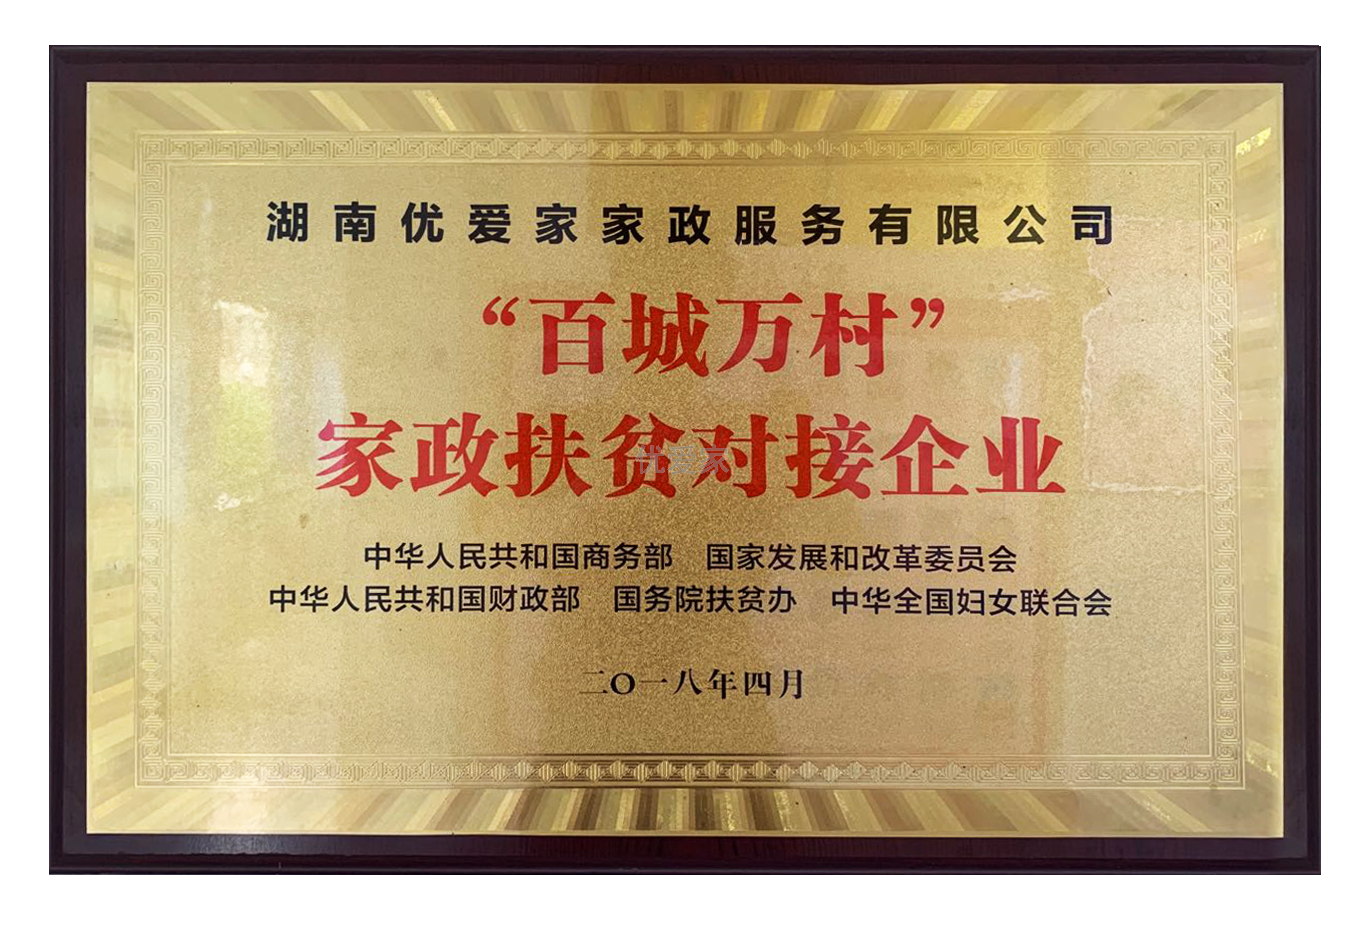 湖南优爱家家政服务有限公司
“百城万村”
家政扶贫对接企业
优爱家
中华人民共和国商务部 国家发展和改革委员会
中华人民共和国财政部 国务院扶贫办 中华全国妇女联合会
二〇一八年四月